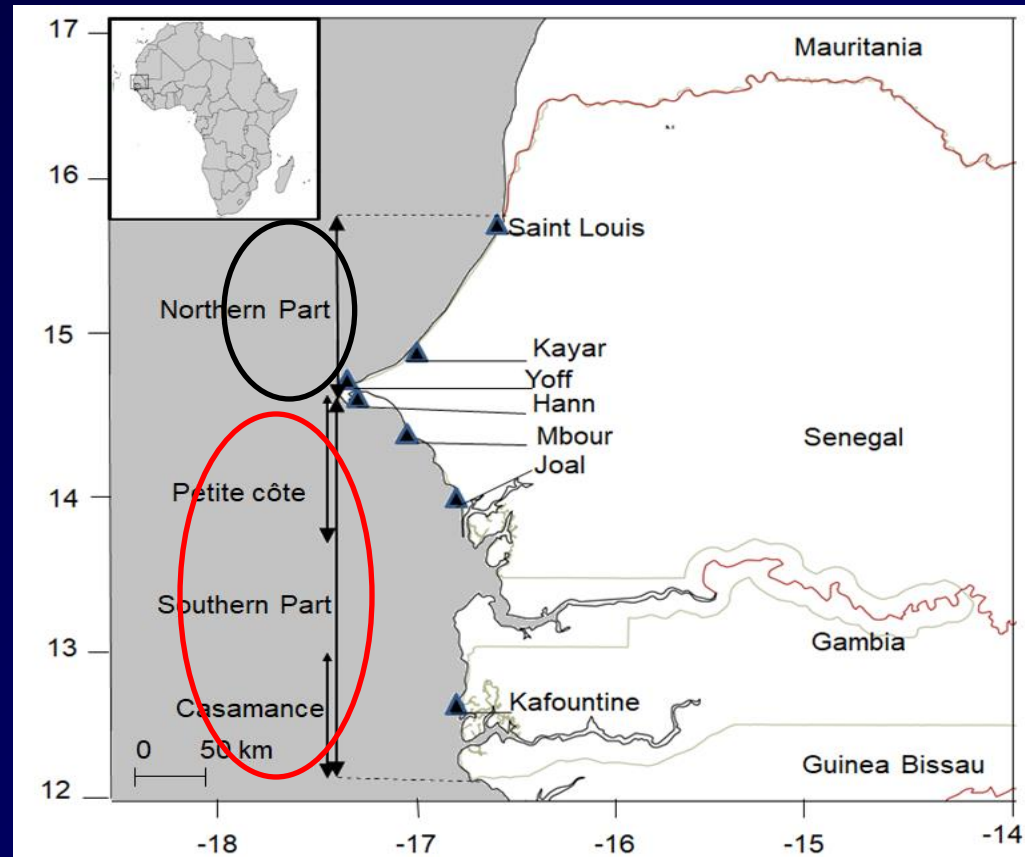 17
Mauritania
16
Saint Louis
Northern Part
15
Kayar
Yoff
Hann
Mbour
Senegal
Joal
Petite côte
14
Southern Part
13
Gambia
Casamance
Kafountine
0 50 km
Guinea Bissau
12
-18 -17 -16 -15 -14